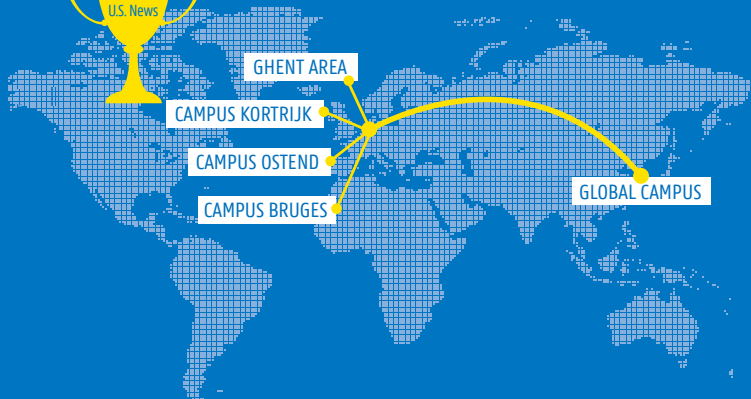 U.S. News
GHENT AREA
CAMPUS KORTRIJK
CAMPUS OSTEND
CAMPUS BRUGES
GLOBAL CAMPUS